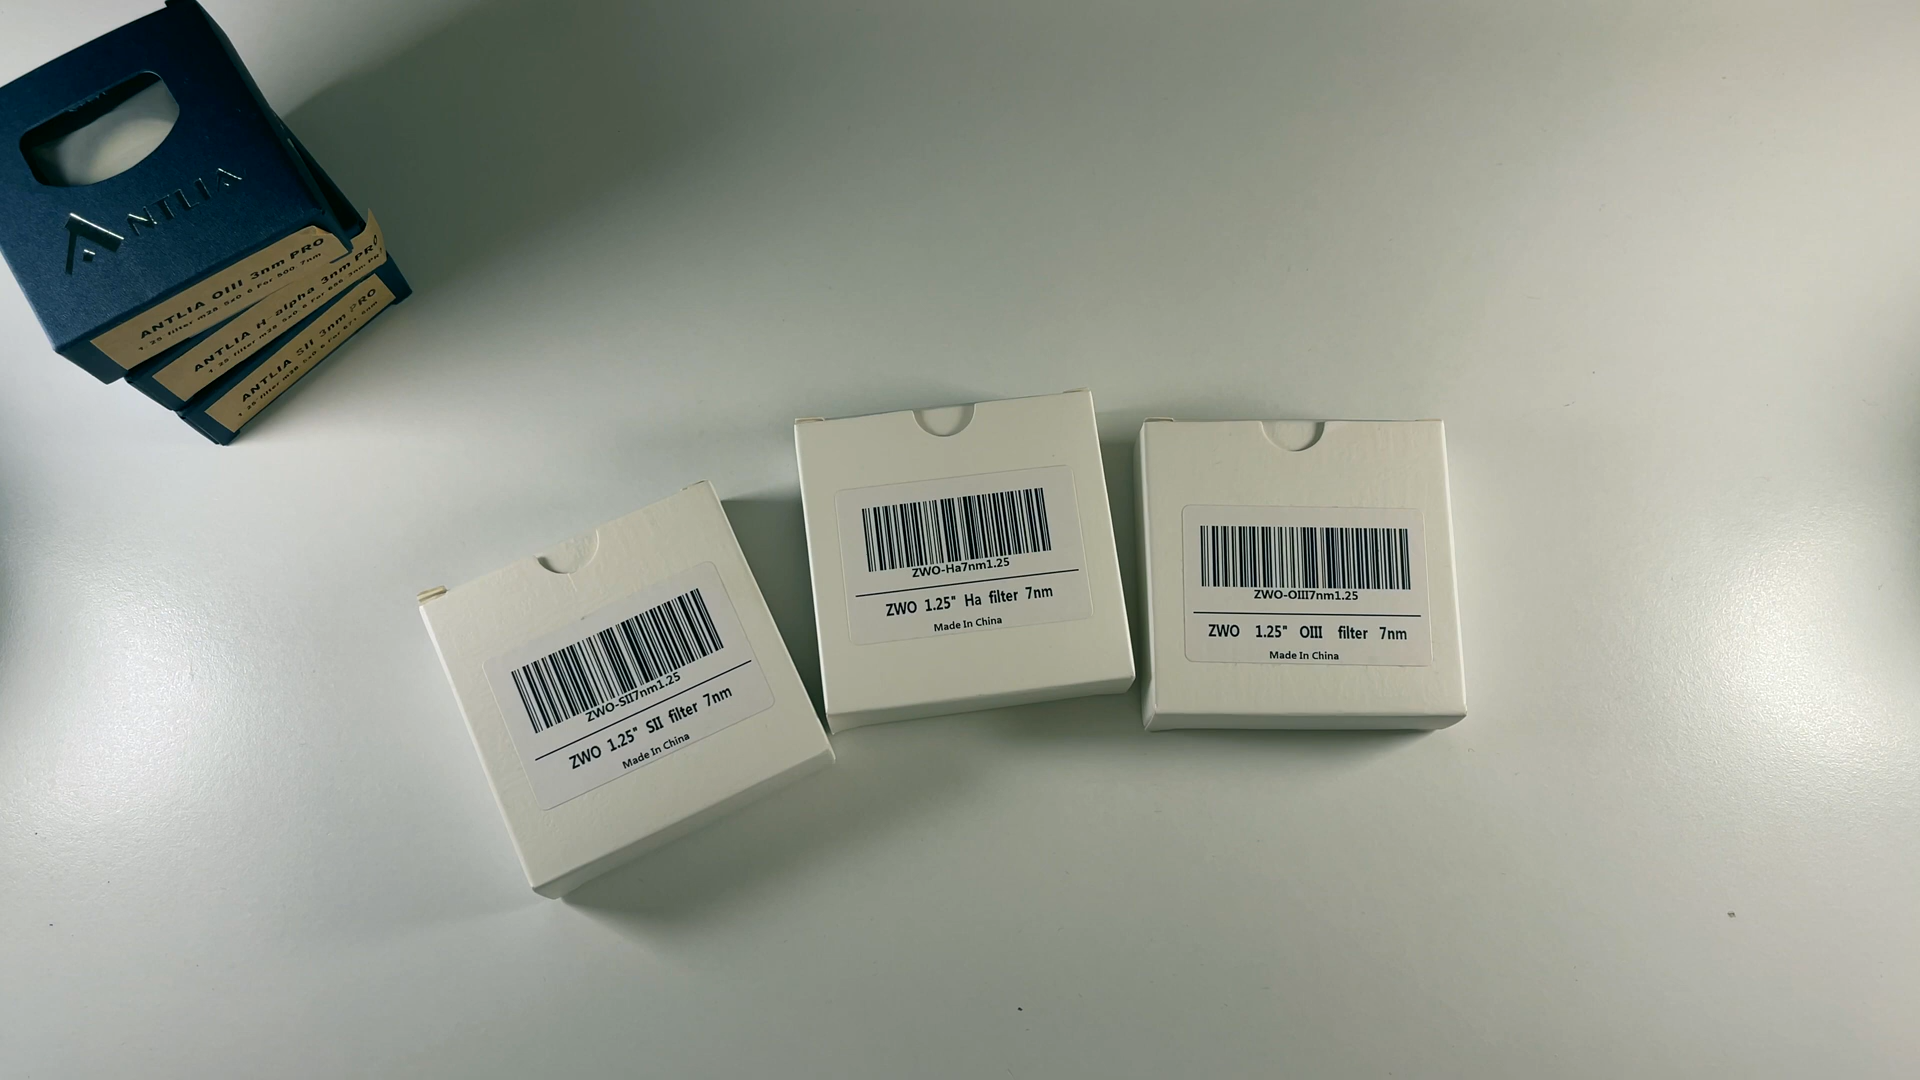 ANTLIA
ANTLIA OIII 3nm PRO
ANTLIA H-alpha 3nm PRO
ANTLIA SII 3nm PRO
ZWO-SII7nm1.25
ZWO 1.25" SII filter 7nm
Made In China
ZWO-Ha7nm1.25
ZWO 1.25" Ha filter 7nm
Made In China
ZWO-OIII7nm1.25
ZWO 1.25" OIII filter 7nm
Made In China